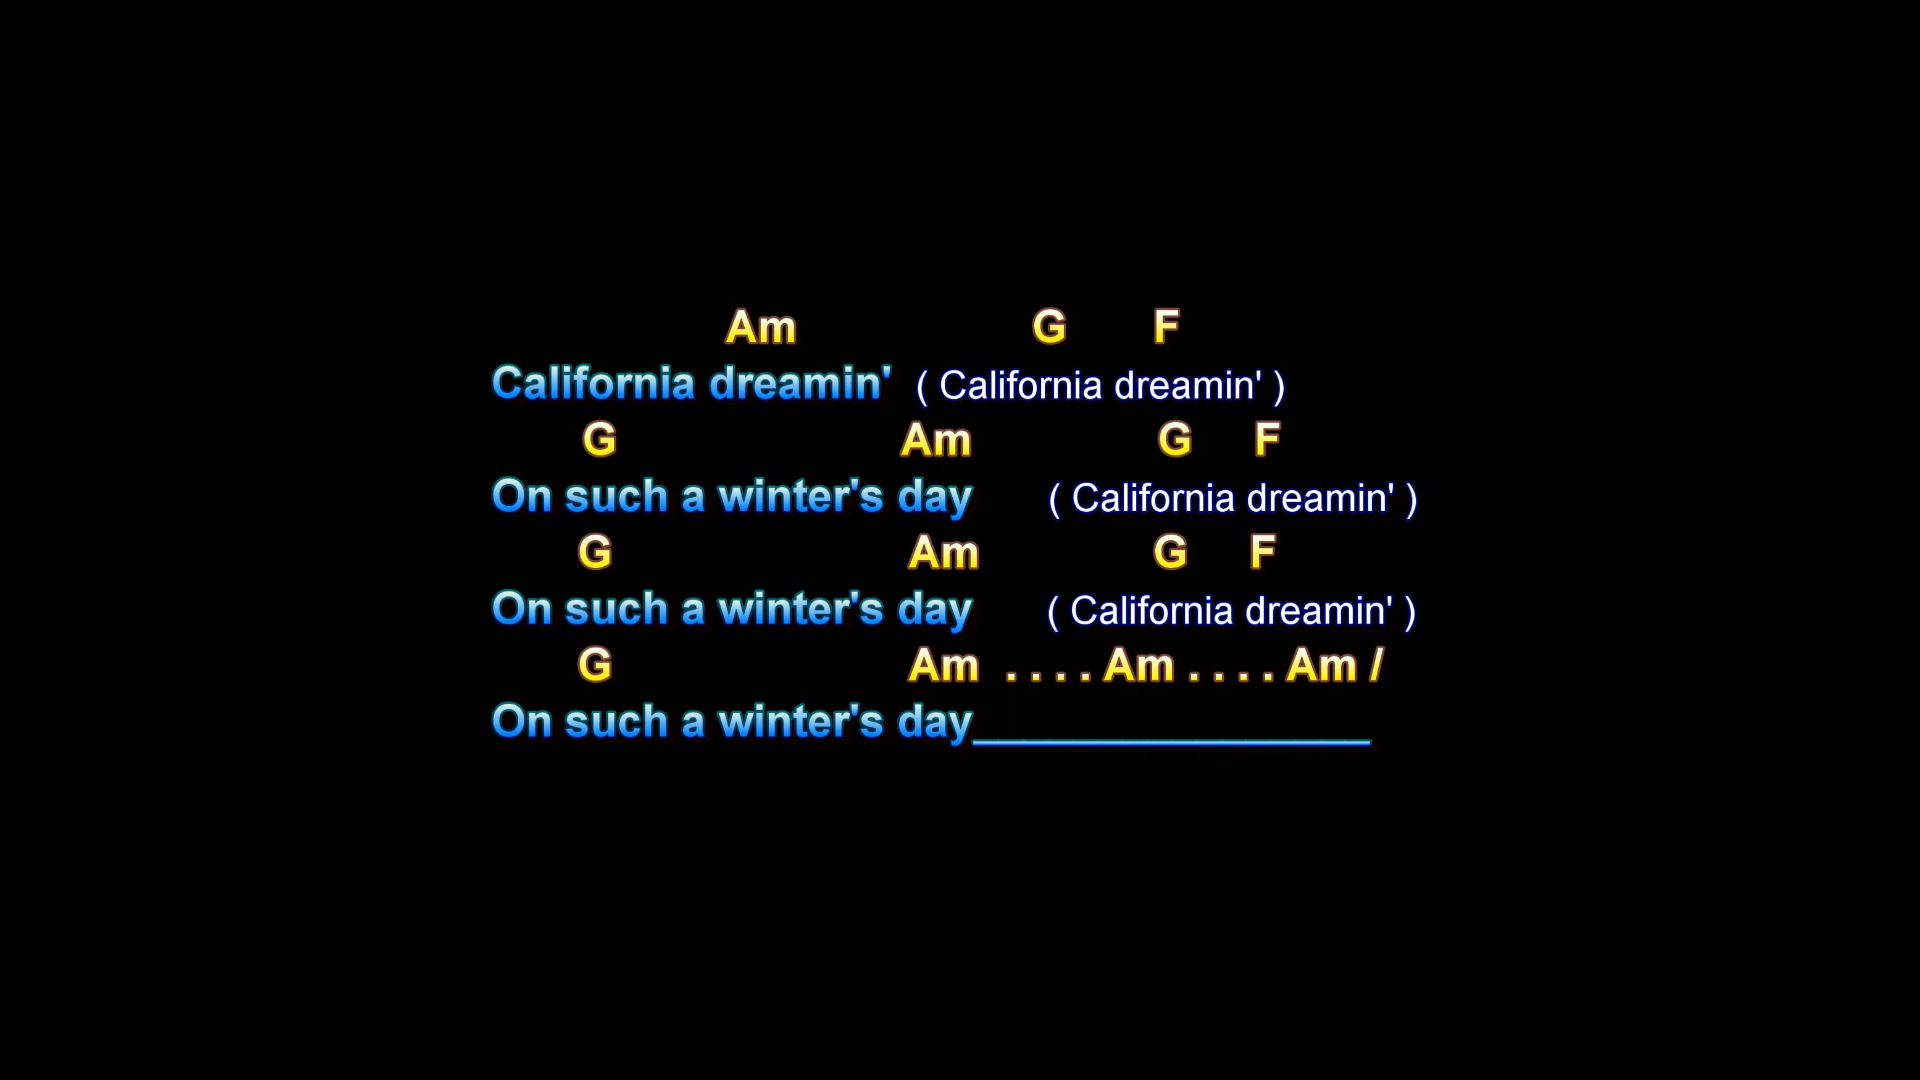 Am G F
California dreamin' ( California dreamin' )
G Am G F
On such a winter's day ( California dreamin' )
G Am G F
On such a winter's day ( California dreamin' )
G Am . . . . Am . . . . Am /
On such a winter's day________________